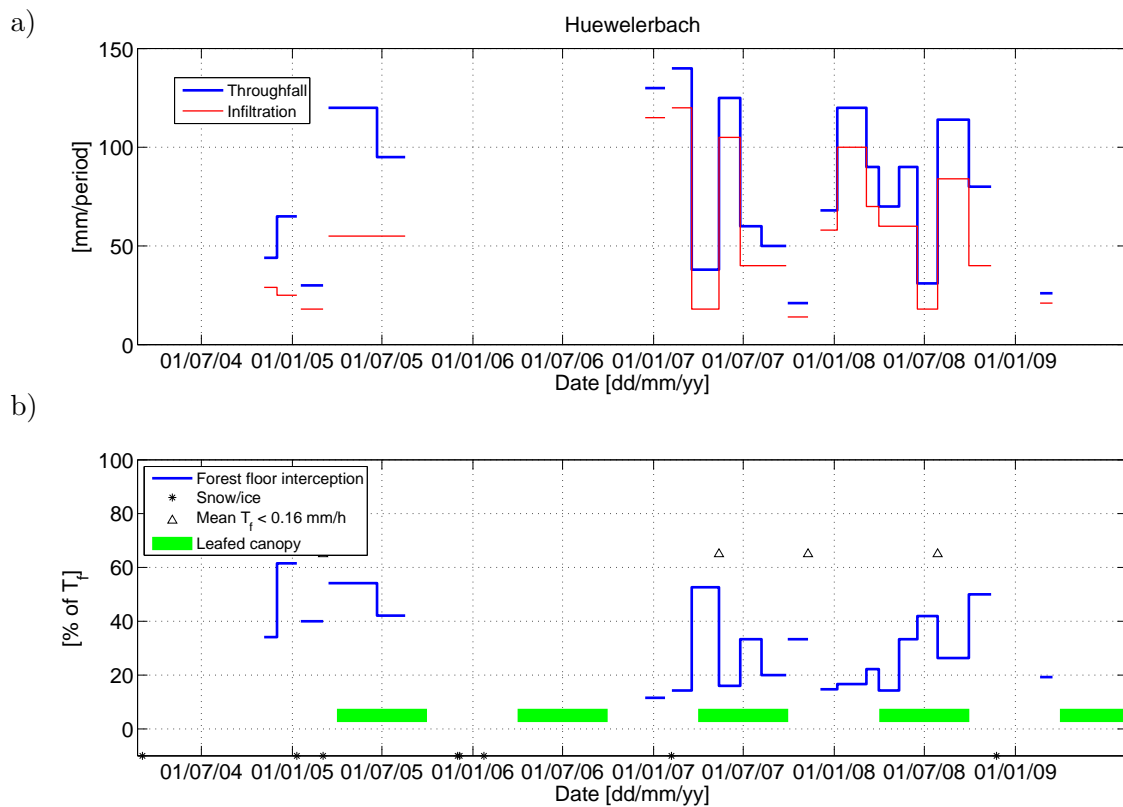 a)
Huewelerbach
150
100
50
0
[mm/period]
Throughfall
Infiltration
01/07/04 01/01/05 01/07/05 01/01/06 01/07/06 01/01/07 01/07/07 01/01/08 01/07/08 01/01/09
Date [dd/mm/yy]
b)
100
80
60
40
20
0
[% of T_f]
Forest floor interception
Snow/ice
Mean T_f < 0.16 mm/h
Leafed canopy
01/07/04 01/01/05 01/07/05 01/01/06 01/07/06 01/01/07 01/07/07 01/01/08 01/07/08 01/01/09
Date [dd/mm/yy]